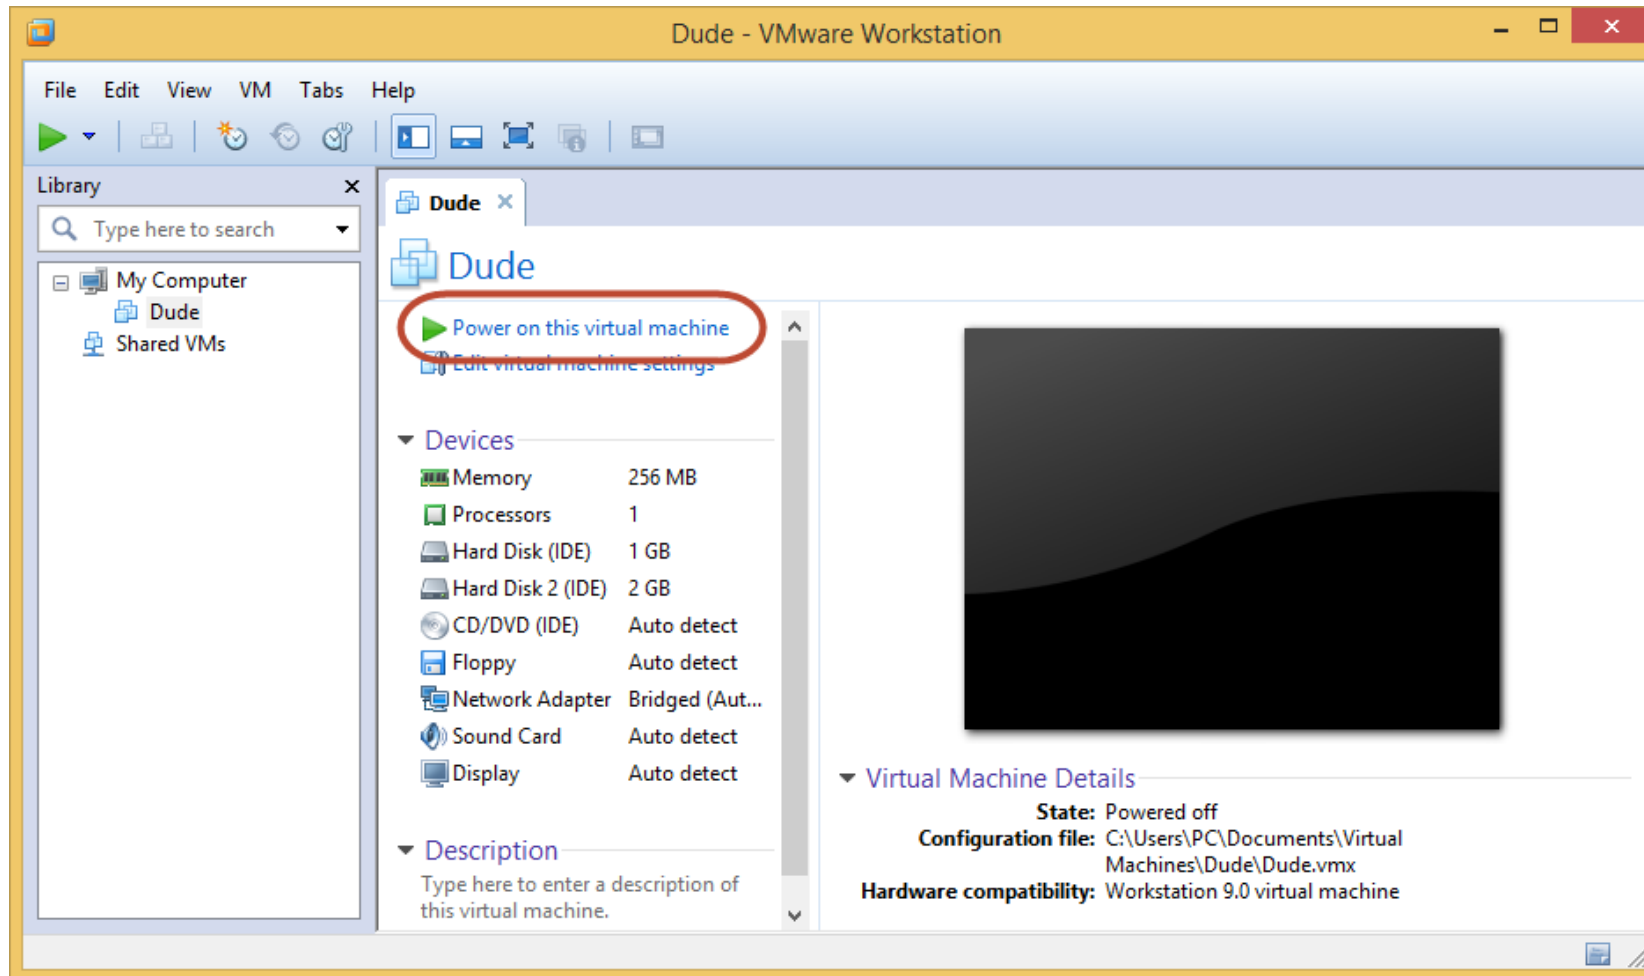 Dude - VMware Workstation
File Edit View VM Tabs Help
Library
Type here to search
My Computer
Dude
Shared VMs
Dude
Dude
Power on this virtual machine
Edit virtual machine settings
Devices
Memory 256 MB
Processors 1
Hard Disk (IDE) 1 GB
Hard Disk 2 (IDE) 2 GB
CD/DVD (IDE) Auto detect
Floppy Auto detect
Network Adapter Bridged (Aut...
Sound Card Auto detect
Display Auto detect
Description
Type here to enter a description of
this virtual machine.
Virtual Machine Details
State: Powered off
Configuration file: C:\Users\PC\Documents\Virtual
Machines\Dude\Dude.vmx
Hardware compatibility: Workstation 9.0 virtual machine